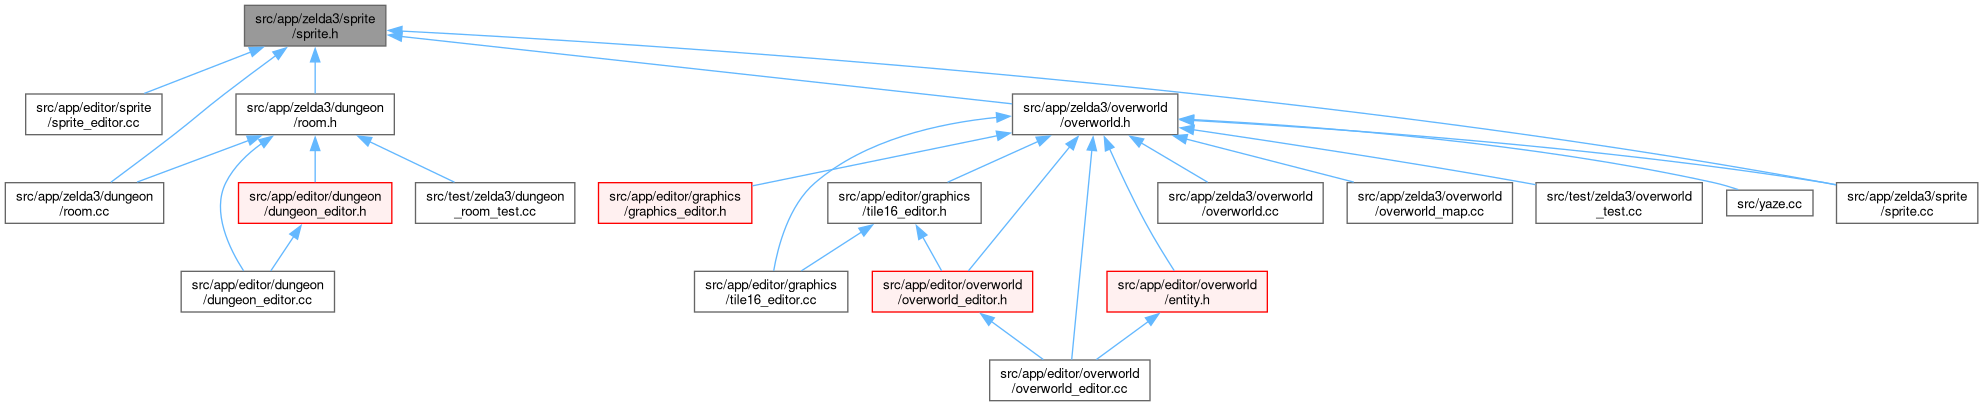 src/app/zelda3/sprite
/sprite.h
src/app/editor/sprite
/sprite_editor.cc
src/app/zelda3/dungeon
/room.h
src/app/zelda3/overworld
/overworld.h
src/app/zelda3/dungeon
/room.cc
src/app/editor/dungeon
/dungeon_editor.h
src/test/zelda3/dungeon
_room_test.cc
src/app/editor/graphics
/graphics_editor.h
src/app/editor/graphics
/tile16_editor.h
src/app/zelda3/overworld
/overworld.cc
src/app/zelda3/overworld
/overworld_map.cc
src/test/zelda3/overworld
_test.cc
src/yaze.cc
src/app/zelda3/sprite
/sprite.cc
src/app/editor/dungeon
/dungeon_editor.cc
src/app/editor/graphics
/tile16_editor.cc
src/app/editor/overworld
/overworld_editor.h
src/app/editor/overworld
/entity.h
src/app/editor/overworld
/overworld_editor.cc